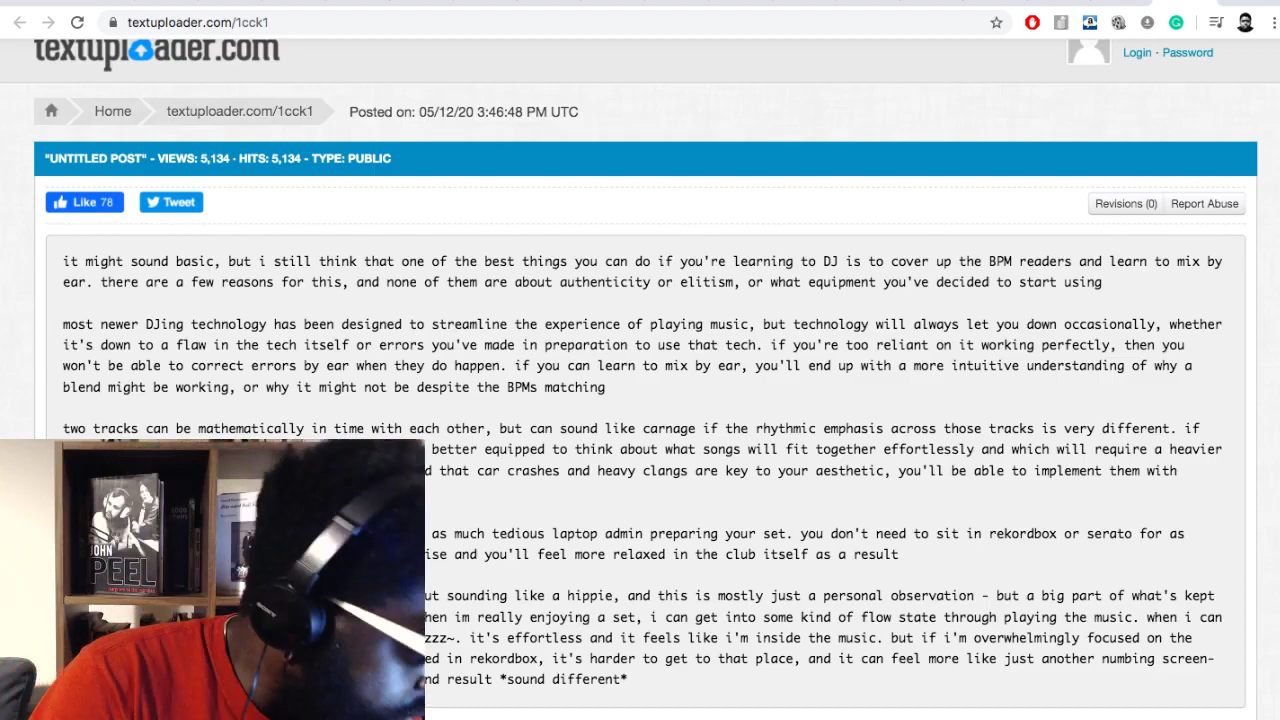 textuploader.com/1cck1
textuploader.com
Login · Password
Home
textuploader.com/1cck1
Posted on: 05/12/20 3:46:48 PM UTC
"UNTITLED POST" - VIEWS: 5,134 · HITS: 5,134 - TYPE: PUBLIC
Like 78
Tweet
Revisions (0)
Report Abuse
it might sound basic, but i still think that one of the best things you can do if you're learning to DJ is to cover up the BPM readers and learn to mix by
ear. there are a few reasons for this, and none of them are about authenticity or elitism, or what equipment you've decided to start using
most newer DJing technology has been designed to streamline the experience of playing music, but technology will always let you down occasionally, whether
it's down to a flaw in the tech itself or errors you've made in preparation to use that tech. if you're too reliant on it working perfectly, then you
won't be able to correct errors by ear when they do happen. if you can learn to mix by ear, you'll end up with a more intuitive understanding of why a
blend might be working, or why it might not be despite the BPMs matching
two tracks can be mathematically in time with each other, but can sound like carnage if the rhythmic emphasis across those tracks is very different. if
better equipped to think about what songs will fit together effortlessly and which will require a heavier
that car crashes and heavy clangs are key to your aesthetic, you'll be able to implement them with
as much tedious laptop admin preparing your set. you don't need to sit in rekordbox or serato for as
and you'll feel more relaxed in the club itself as a result
sounding like a hippie, and this is mostly just a personal observation - but a big part of what's kept
im really enjoying a set, i can get into some kind of flow state through playing the music. when i can
zzz~. it's effortless and it feels like i'm inside the music. but if i'm overwhelmingly focused on the
in rekordbox, it's harder to get to that place, and it can feel more like just another numbing screen-
result *sound different*
JOHN
PEEL
SONY